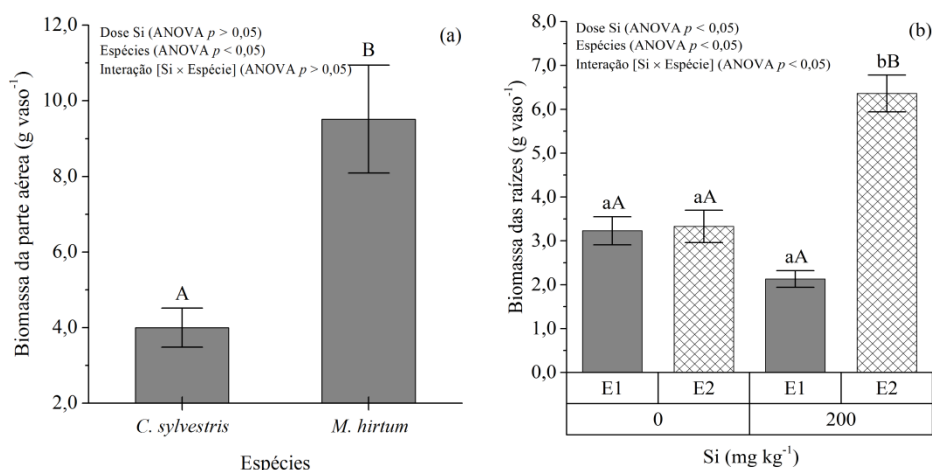 Dose Si (ANOVA p > 0,05)
Espécies (ANOVA p < 0,05)
Interação [Si × Espécie] (ANOVA p > 0,05)
(a)
12,0
10,0
8,0
6,0
4,0
2,0
Biomassa da parte aérea (g vaso⁻¹)
A
B
C. sylvestris
M. hirtum
Espécies
Dose Si (ANOVA p < 0,05)
Espécies (ANOVA p < 0,05)
Interação [Si × Espécie] (ANOVA p < 0,05)
(b)
8,0
7,0
6,0
5,0
4,0
3,0
2,0
1,0
0,0
Biomassa das raízes (g vaso⁻¹)
aA
aA
aA
bB
E1
E2
E1
E2
0
200
Si (mg kg⁻¹)